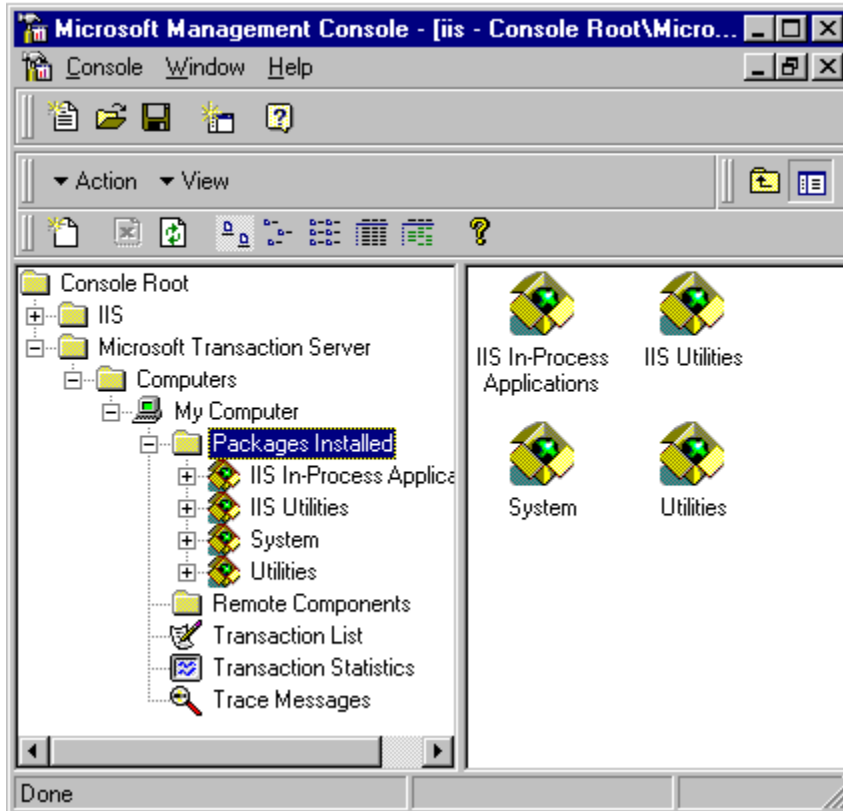 Microsoft Management Console - [iis - Console Root\Micro...
Console Window Help
Action View
Console Root
IIS
Microsoft Transaction Server
Computers
My Computer
Packages Installed
IIS In-Process Applica
IIS Utilities
System
Utilities
Remote Components
Transaction List
Transaction Statistics
Trace Messages
IIS In-Process
Applications
IIS Utilities
System
Utilities
Done